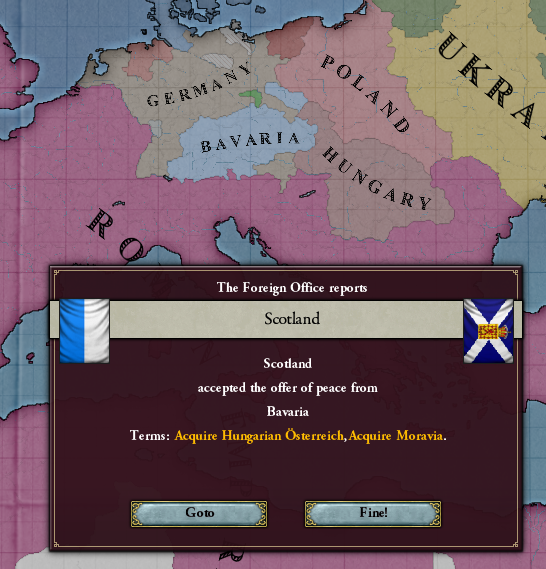 UKRA
POLAND
GERMANY
BAVARIA
HUNGARY
RO
The Foreign Office reports
Scotland
Scotland
accepted the offer of peace from
Bavaria
Terms: Acquire Hungarian Österreich, Acquire Moravia.
Goto
Fine!